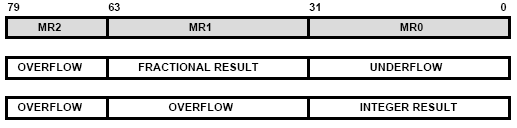 79 63 31 0
MR2 MR1 MR0
OVERFLOW FRACTIONAL RESULT UNDERFLOW
OVERFLOW OVERFLOW INTEGER RESULT